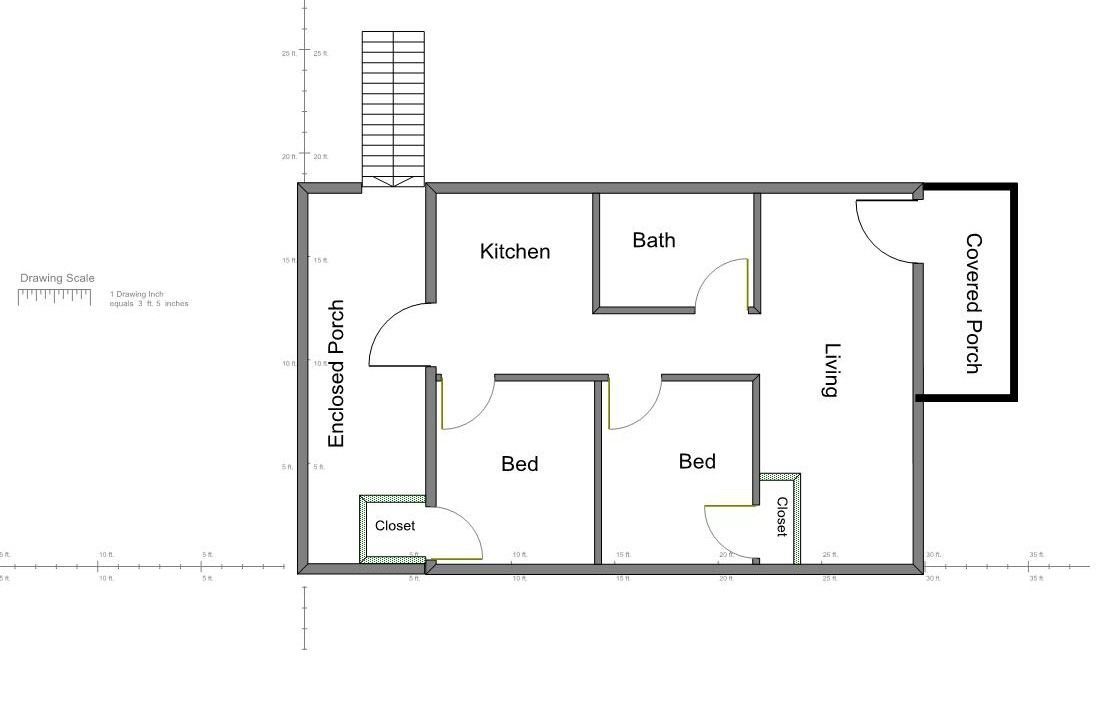 25 ft.
25 ft.
20 ft.
20 ft.
Kitchen
Bath
Covered Porch
15 ft.
15 ft.
Drawing Scale
1 Drawing Inch
equals 3 ft. 5 inches
Enclosed Porch
Living
10 ft.
10 ft.
5 ft.
5 ft.
Bed
Bed
Closet
Closet
5 ft.
10 ft.
5 ft.
5 ft.
10 ft.
15 ft.
20 ft.
25 ft.
30 ft.
35 ft.
5 ft.
10 ft.
5 ft.
5 ft.
10 ft.
15 ft.
20 ft.
25 ft.
30 ft.
35 ft.